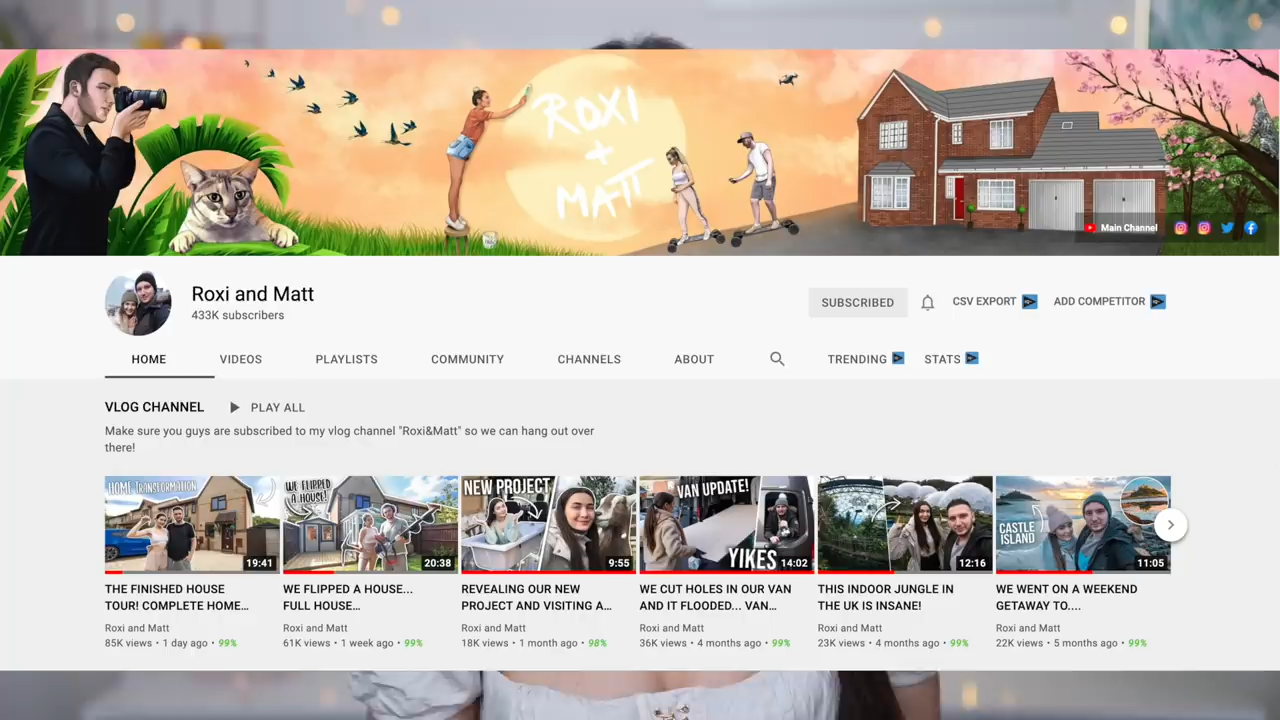 ROXI
+
MATT
Main Channel
Roxi and Matt
433K subscribers
SUBSCRIBED
CSV EXPORT
ADD COMPETITOR
HOME
VIDEOS
PLAYLISTS
COMMUNITY
CHANNELS
ABOUT
TRENDING
STATS
VLOG CHANNEL
PLAY ALL
Make sure you guys are subscribed to my vlog channel "Roxi&Matt" so we can hang out over
there!
HOME TRANSFORMATION
19:41
THE FINISHED HOUSE
TOUR! COMPLETE HOME...
Roxi and Matt
85K views • 1 day ago • 99%
WE FLIPPED
A HOUSE!
20:38
WE FLIPPED A HOUSE...
FULL HOUSE...
Roxi and Matt
61K views • 1 week ago • 99%
NEW PROJECT
9:55
REVEALING OUR NEW
PROJECT AND VISITING A...
Roxi and Matt
18K views • 1 month ago • 98%
VAN UPDATE!
YIKES
14:02
WE CUT HOLES IN OUR VAN
AND IT FLOODED... VAN...
Roxi and Matt
36K views • 4 months ago • 99%
12:16
THIS INDOOR JUNGLE IN
THE UK IS INSANE!
Roxi and Matt
23K views • 4 months ago • 99%
CASTLE
ISLAND
11:05
WE WENT ON A WEEKEND
GETAWAY TO....
Roxi and Matt
22K views • 5 months ago • 99%